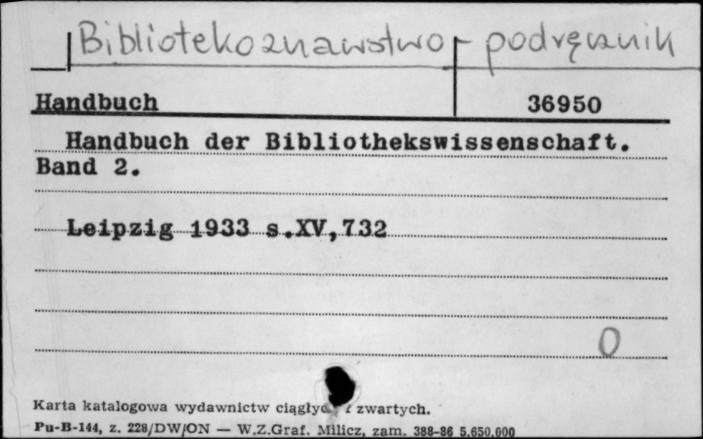 Bibliotekoznawstwo - podręcznik
Handbuch 36950
Handbuch der Bibliothekswissenschaft.
Band 2.
Leipzig 1933 s.XV,732
0
Karta katalogowa wydawnictw zwartych.
Pu-B-144, z. 228/DW/ON — W.Z.Graf. Milicz, zam. 388-86 5.650.000